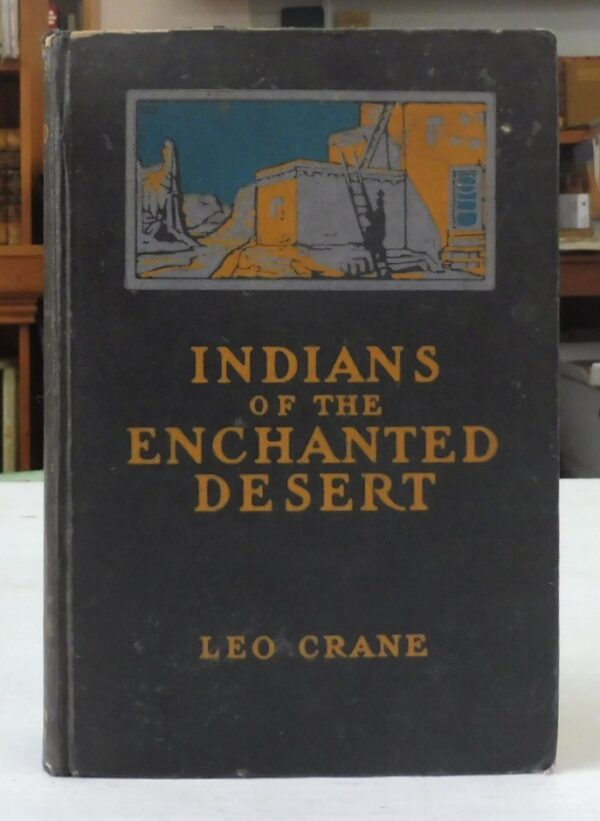 INDIANS
OF THE
ENCHANTED
DESERT
LEO CRANE